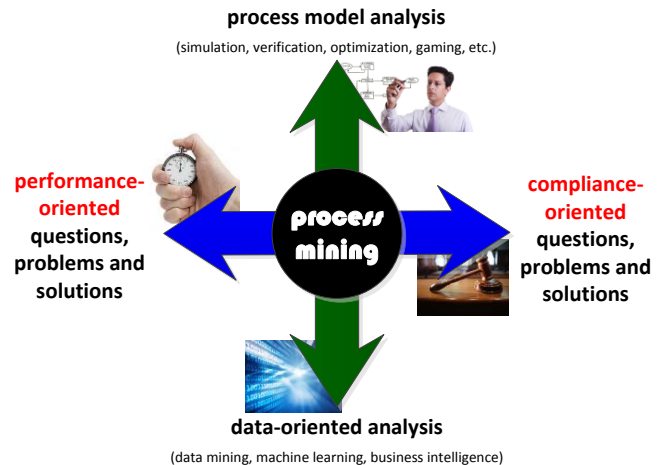 process model analysis
(simulation, verification, optimization, gaming, etc.)
performance-
oriented
questions,
problems and
solutions
process
mining
compliance-
oriented
questions,
problems and
solutions
data-oriented analysis
(data mining, machine learning, business intelligence)